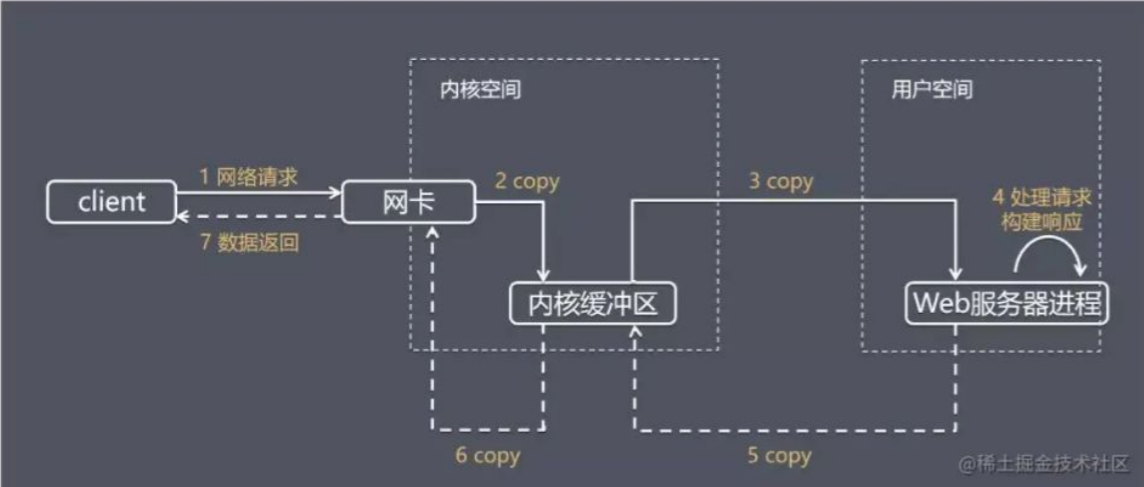 内核空间
用户空间
1 网络请求
2 copy
3 copy
4 处理请求
构建响应
client
网卡
7 数据返回
内核缓冲区
Web服务器进程
6 copy
5 copy
@稀土掘金技术社区